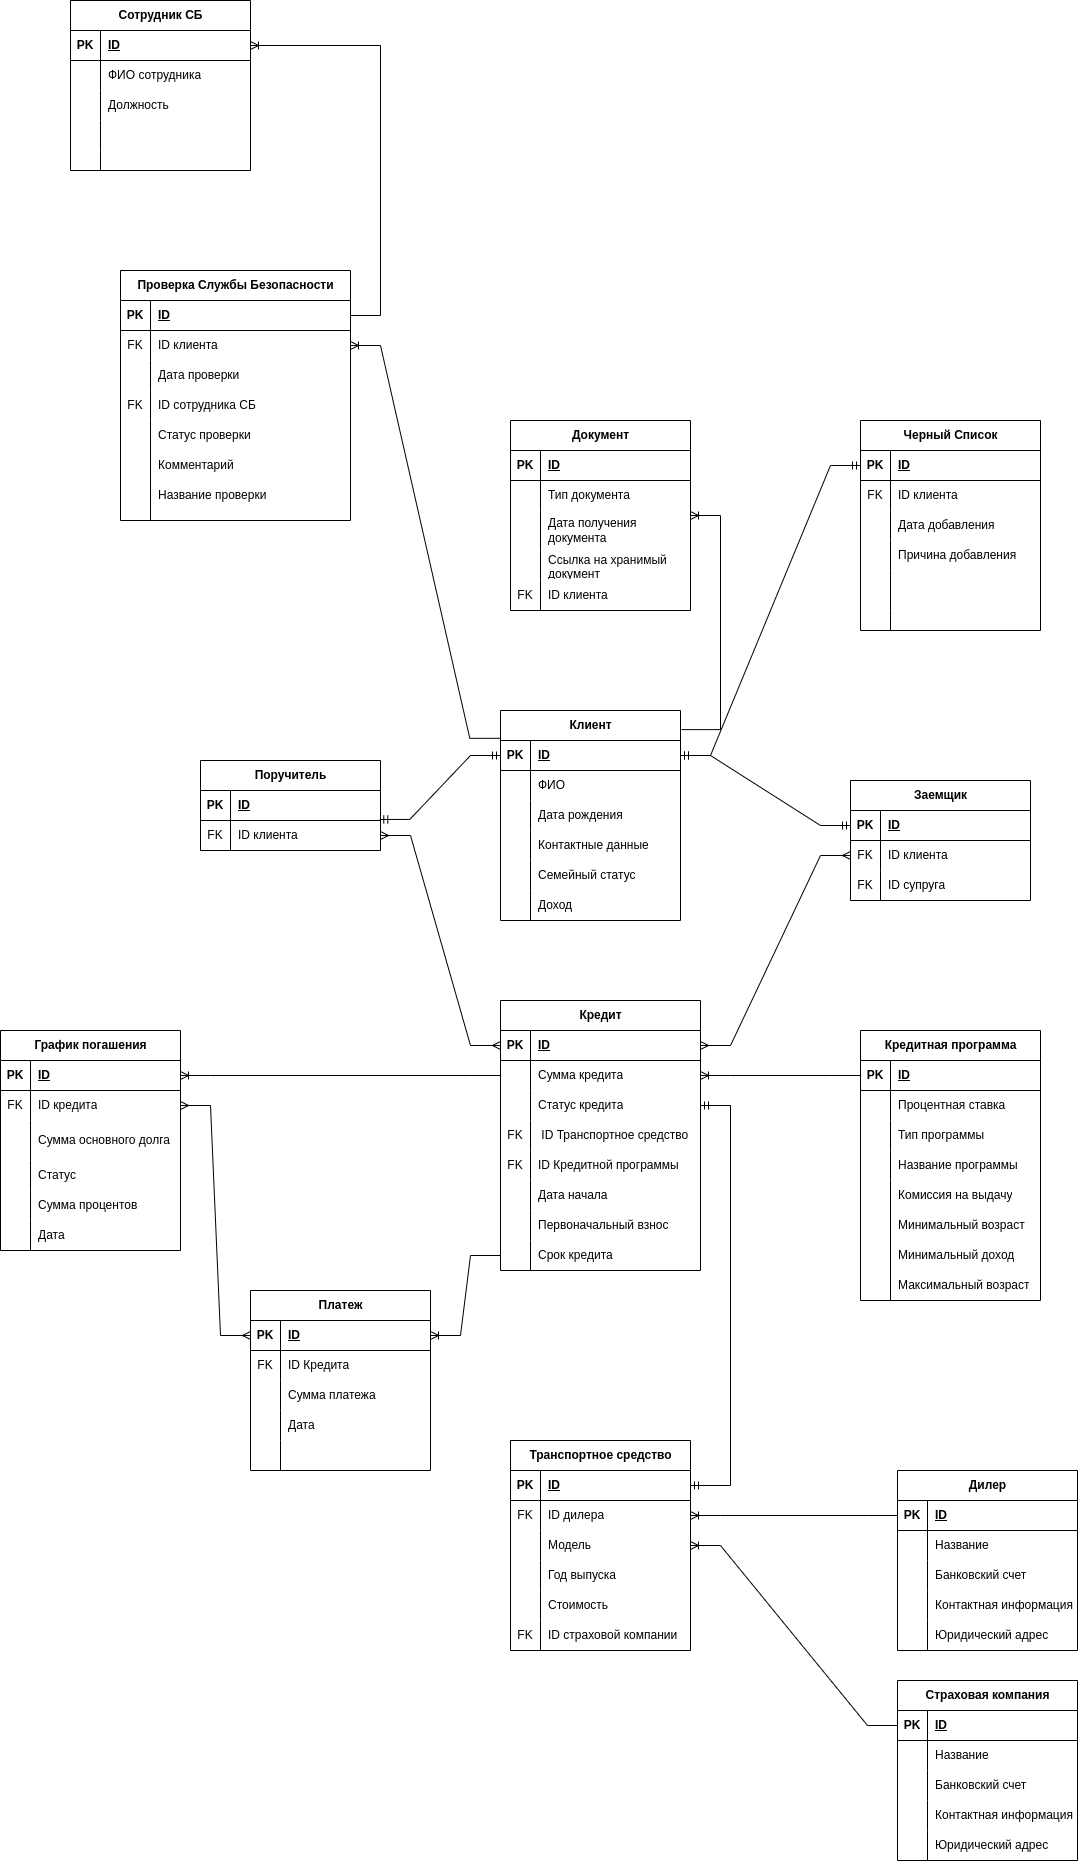 Сотрудник СБ
PK ID
ФИО сотрудника
Должность
Проверка Службы Безопасности
PK ID
FK ID клиента
Дата проверки
FK ID сотрудника СБ
Статус проверки
Комментарий
Название проверки
Документ
PK ID
Тип документа
Дата получения
документа
Ссылка на хранимый
документ
FK ID клиента
Черный Список
PK ID
FK ID клиента
Дата добавления
Причина добавления
Клиент
PK ID
ФИО
Дата рождения
Контактные данные
Семейный статус
Доход
Поручитель
PK ID
FK ID клиента
Заемщик
PK ID
FK ID клиента
FK ID супруга
Кредит
PK ID
Сумма кредита
Статус кредита
FK ID Транспортное средство
FK ID Кредитной программы
Дата начала
Первоначальный взнос
Срок кредита
График погашения
PK ID
FK ID кредита
Сумма основного долга
Статус
Сумма процентов
Дата
Кредитная программа
PK ID
Процентная ставка
Тип программы
Название программы
Комиссия на выдачу
Минимальный возраст
Минимальный доход
Максимальный возраст
Платеж
PK ID
FK ID Кредита
Сумма платежа
Дата
Транспортное средство
PK ID
FK ID дилера
Модель
Год выпуска
Стоимость
FK ID страховой компании
Дилер
PK ID
Название
Банковский счет
Контактная информация
Юридический адрес
Страховая компания
PK ID
Название
Банковский счет
Контактная информация
Юридический адрес